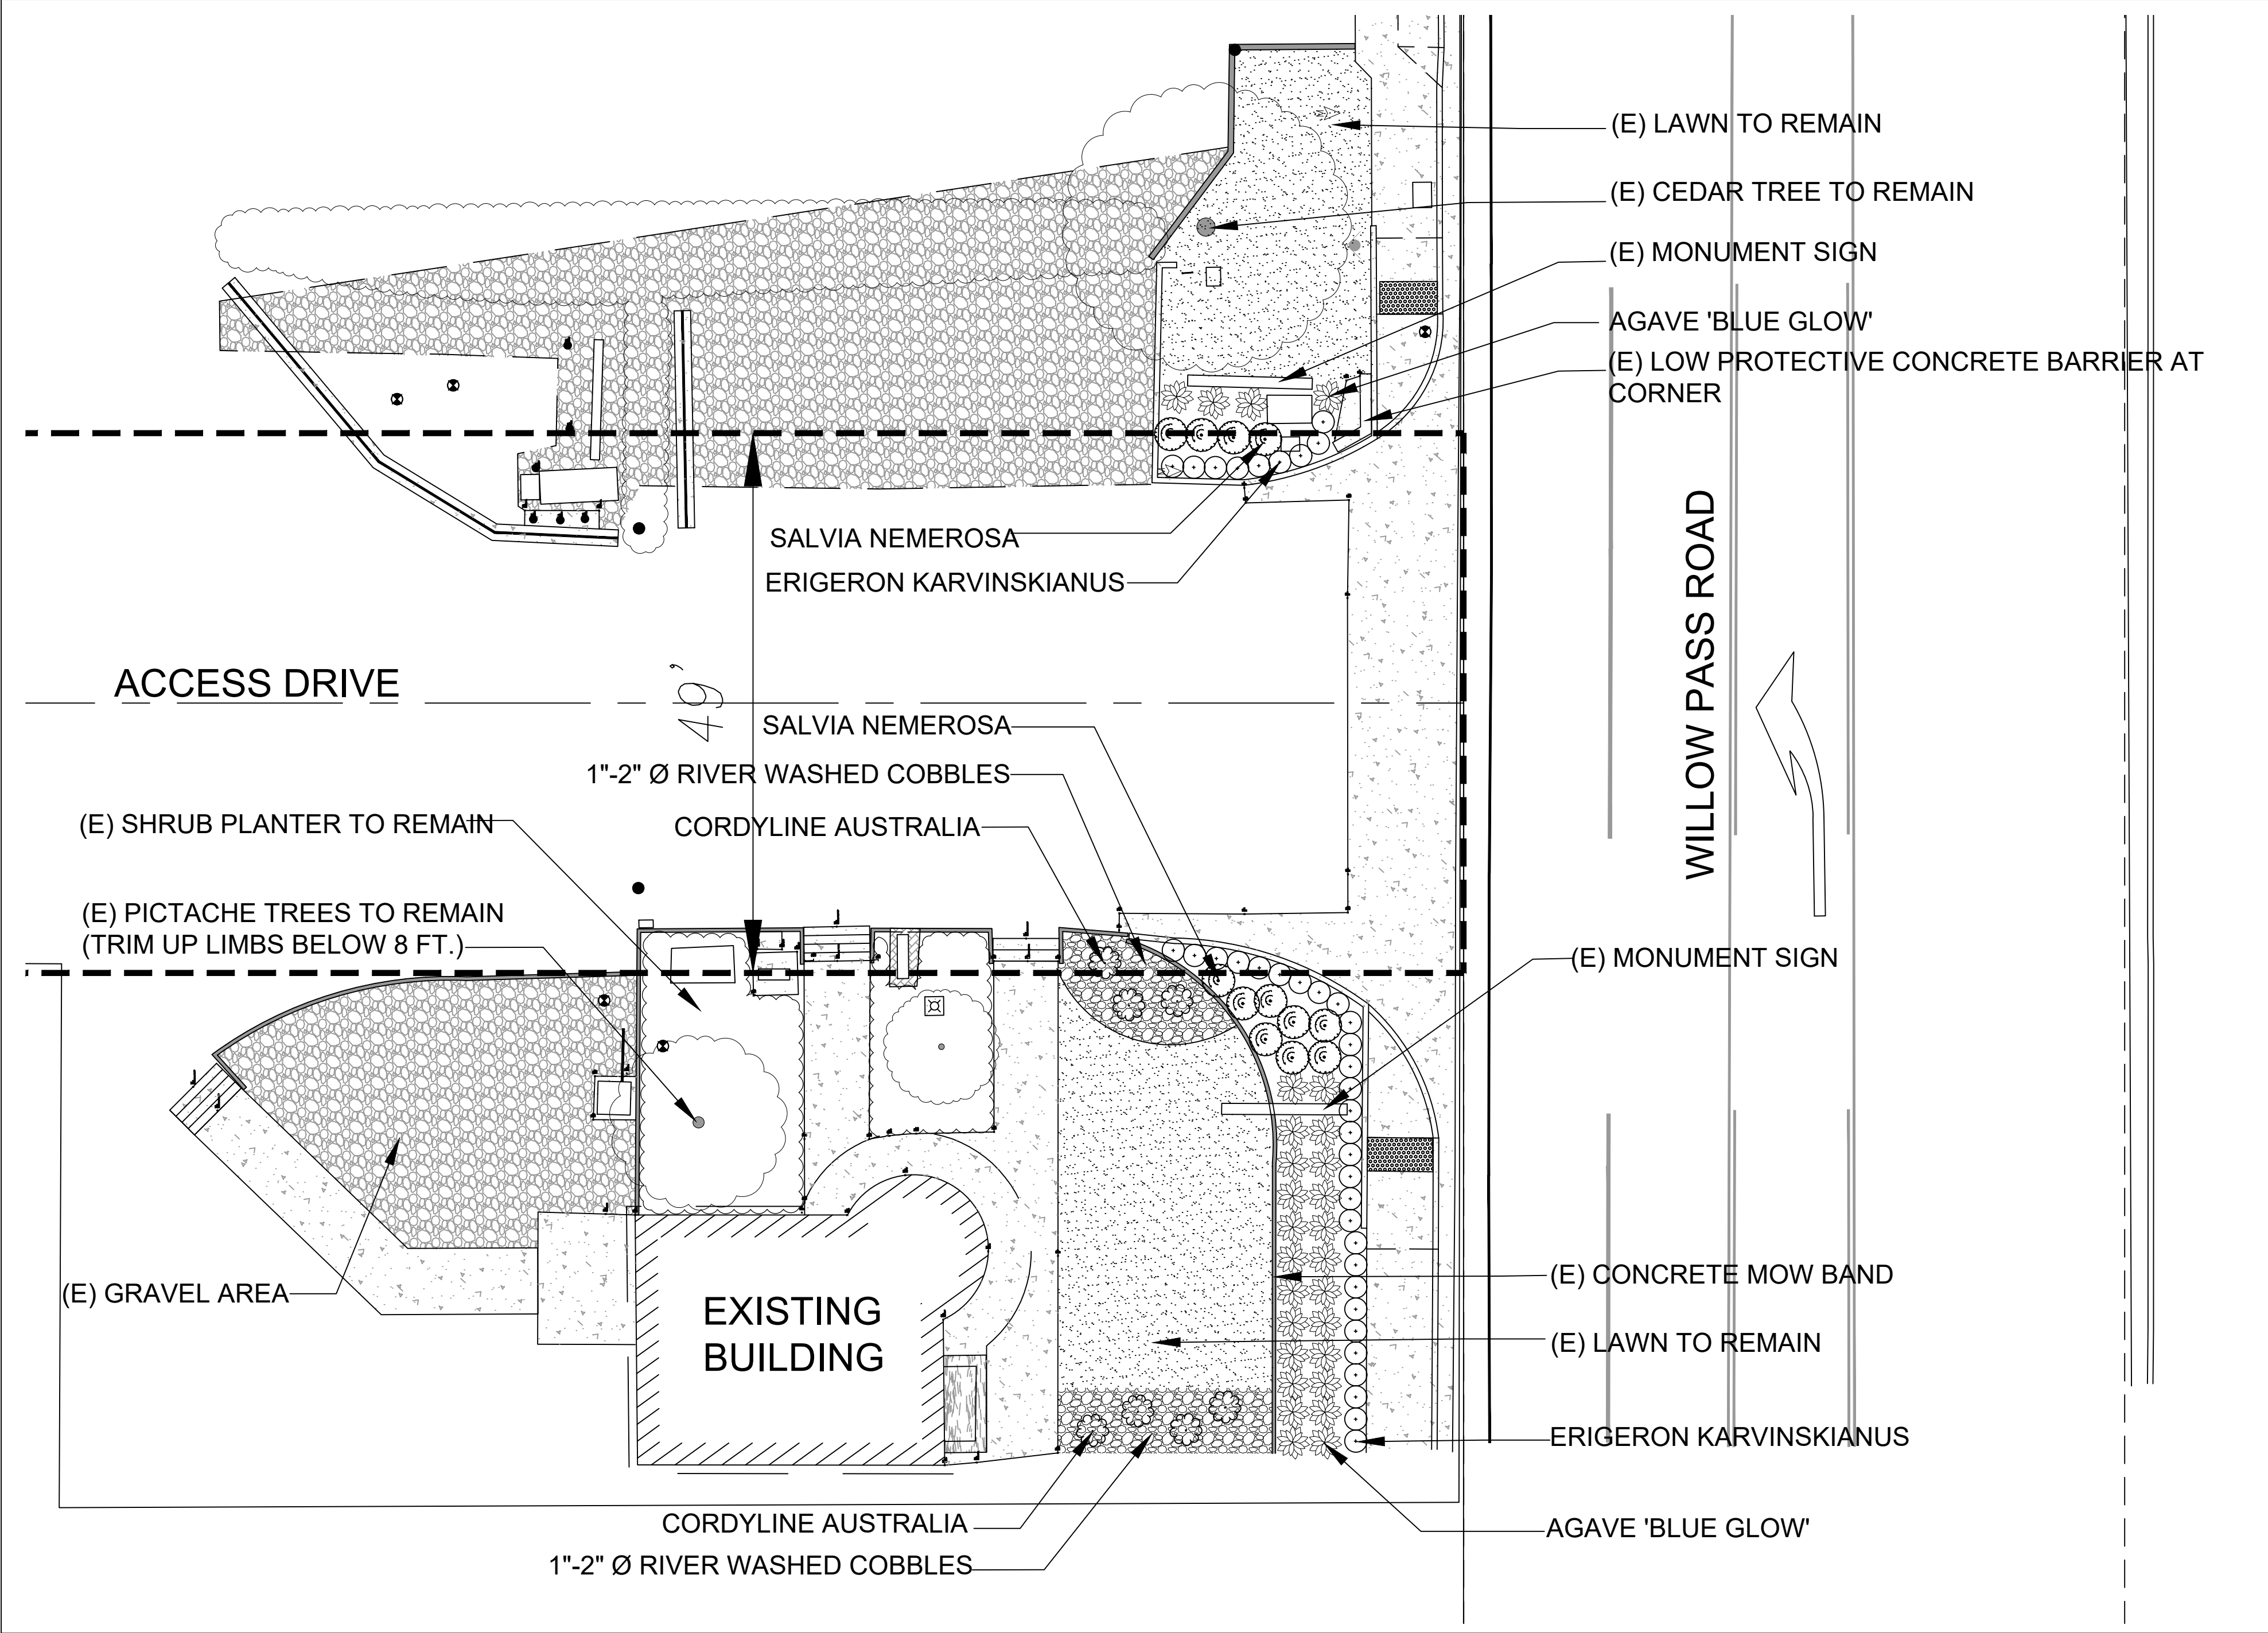 (E) LAWN TO REMAIN
(E) CEDAR TREE TO REMAIN
(E) MONUMENT SIGN
AGAVE 'BLUE GLOW'
(E) LOW PROTECTIVE CONCRETE BARRIER AT
CORNER
SALVIA NEMEROSA
ERIGERON KARVINSKIANUS
WILLOW PASS ROAD
ACCESS DRIVE
49'
SALVIA NEMEROSA
1"-2" Ø RIVER WASHED COBBLES
(E) SHRUB PLANTER TO REMAIN
CORDYLINE AUSTRALIA
(E) PICTACHE TREES TO REMAIN
(TRIM UP LIMBS BELOW 8 FT.)
(E) MONUMENT SIGN
(E) GRAVEL AREA
EXISTING
BUILDING
(E) CONCRETE MOW BAND
(E) LAWN TO REMAIN
ERIGERON KARVINSKIANUS
CORDYLINE AUSTRALIA
AGAVE 'BLUE GLOW'
1"-2" Ø RIVER WASHED COBBLES